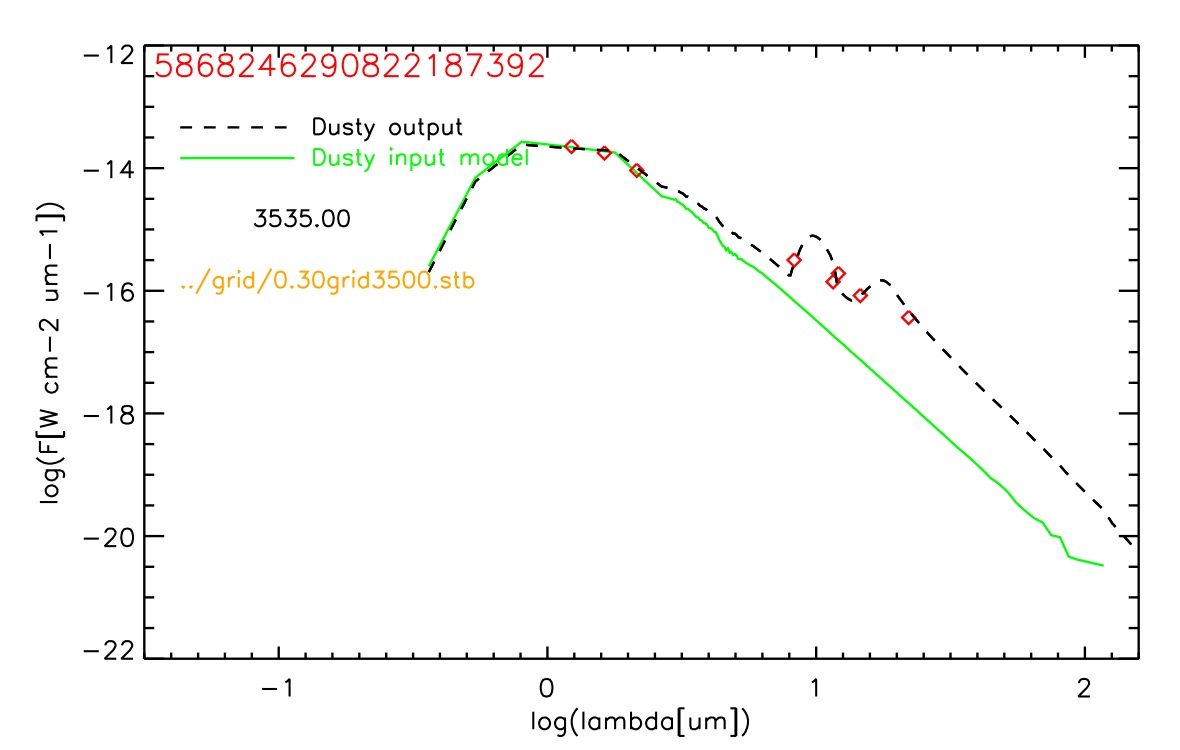 5868246290822187392
Dusty output
Dusty input model
3535.00
../grid/0.30grid3500.stb
log(F[W cm-2 um-1])
-12
-14
-16
-18
-20
-22
-1
0
1
2
log(lambda[um])